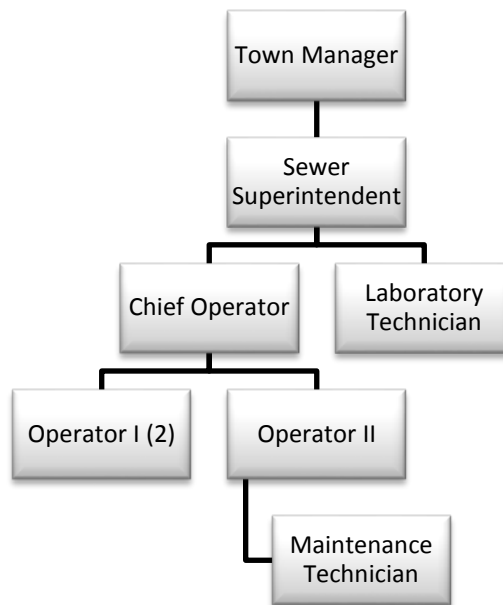 Town Manager
Sewer
Superintendent
Chief Operator
Laboratory
Technician
Operator I (2)
Operator II
Maintenance
Technician